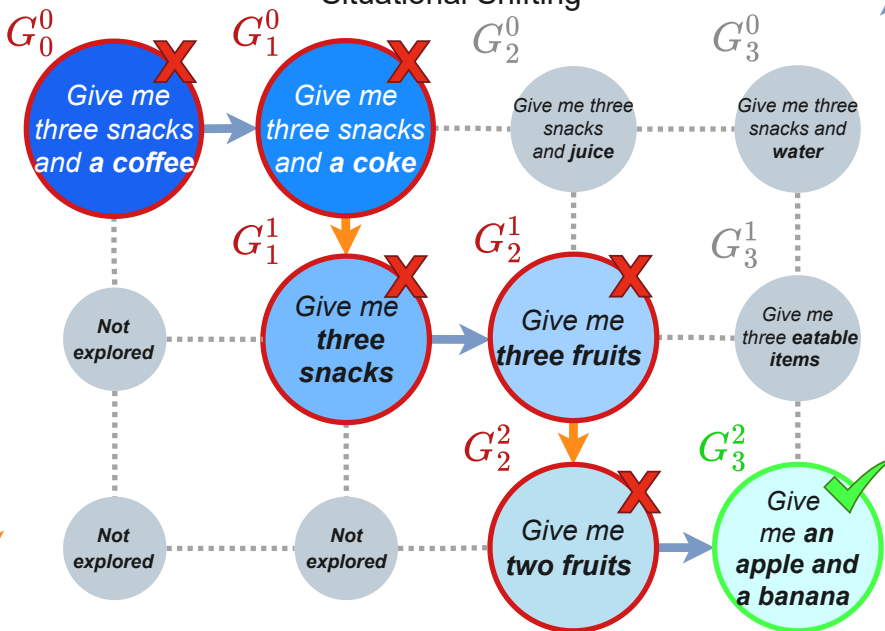 Situational Shifting
G_0^0
G_1^0
G_2^0
G_3^0
X
X
Give me
three snacks
and a coffee
Give me
three snacks
and a coke
Give me three
snacks
and juice
Give me three
snacks and
water
G_1^1
G_2^1
G_3^1
X
X
Not
explored
Give me
three
snacks
Give me
three fruits
Give me
three eatable
items
G_2^2
G_3^2
X
Not
explored
Not
explored
Give me
two fruits
Give
me an
apple and
a banana